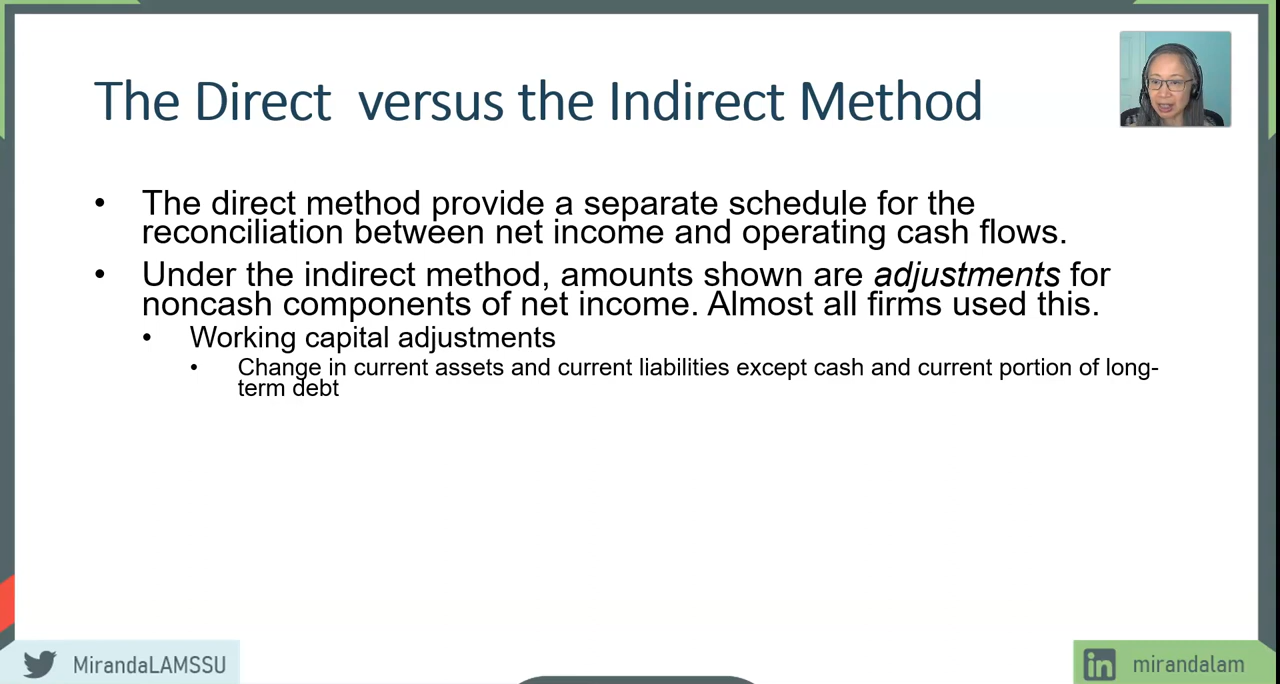 The Direct  versus the Indirect Method
• The direct method provide a separate schedule for the
reconciliation between net income and operating cash flows.
• Under the indirect method, amounts shown are adjustments for
noncash components of net income. Almost all firms used this.
• Working capital adjustments
• Change in current assets and current liabilities except cash and current portion of long-
term debt
MirandaLAMSSU
in mirandalam